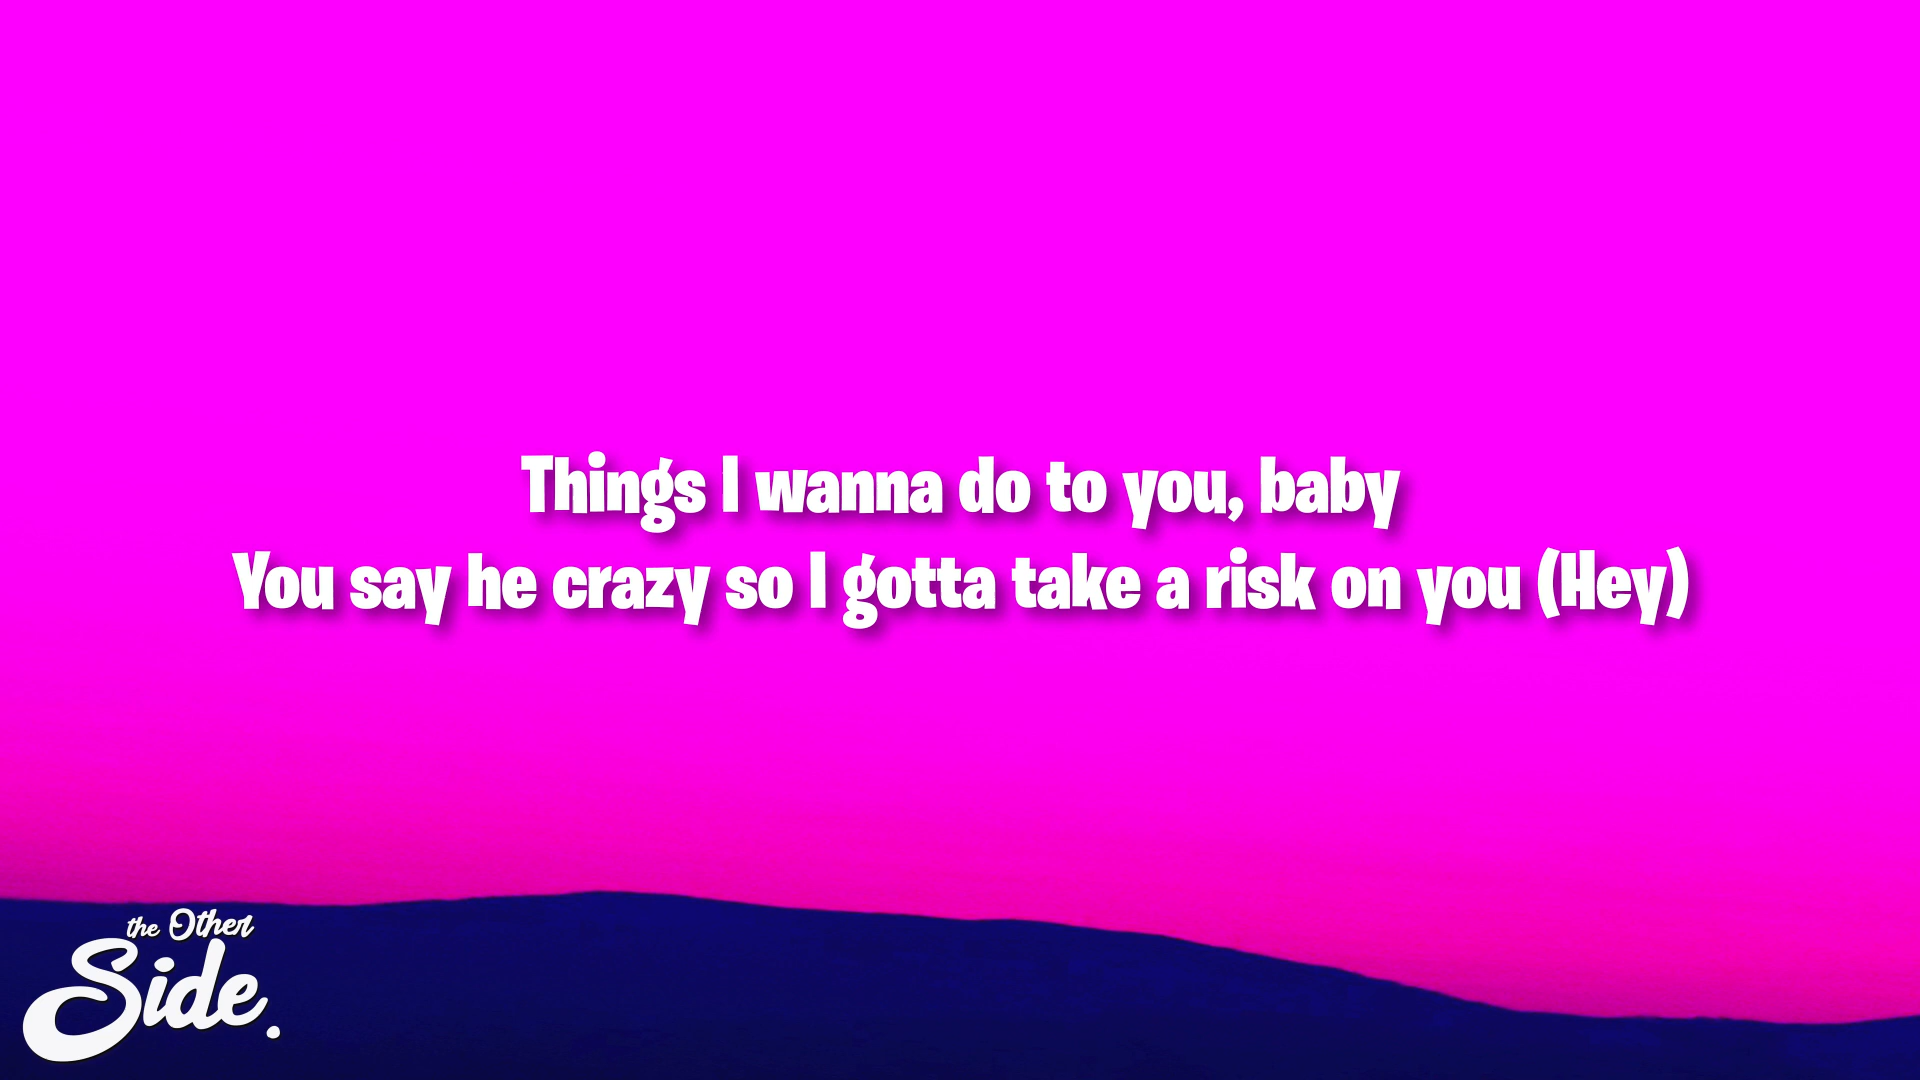 Things I wanna do to you, baby
You say he crazy so I gotta take a risk on you (Hey)
the Other
Side.